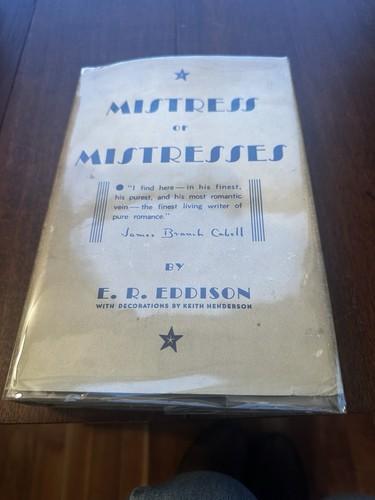 MISTRESS
OF
MISTRESSES
"I find here—in his finest,
his purest, and his most romantic
vein—the finest living writer of
pure romance."
James Branch Cabell
BY
E. R. EDDISON
WITH DECORATIONS BY KEITH HENDERSON